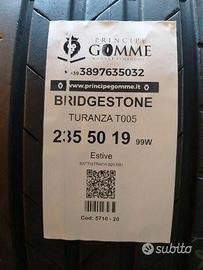 PRINCIPE
GOMME
+39 3897635032
www.principegomme.it
BRIDGESTONE
TURANZA T005
235 50 19 99W
Estive
Cod: 5710 - 20
subito